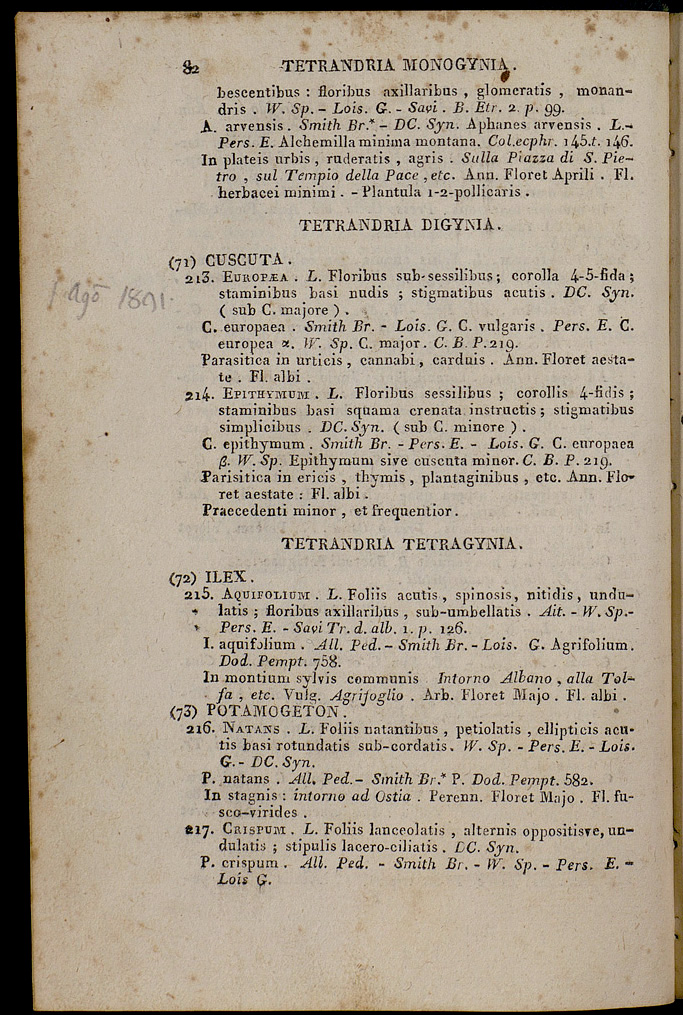 82 TETRANDRIA MONOGYNIA.
bescentibus : floribus axillaribus , glomeratis , monan-
dris . W. Sp. - Lois. G. - Savi . B. Etr. 2. p. 99.
A. arvensis . Smith Br.* - DC. Syn. Aphanes arvensis . L.-
Pers. E. Alchemilla minima montana. Col.ecphr. 145.t. 146.
In plateis urbis , ruderatis , agris . Sulla Piazza di S. Pie-
tro , sul Tempio della Pace , etc. Ann. Floret Aprili . Fl.
herbacei minimi . - Plantula 1-2-pollicaris .
TETRANDRIA DIGYNIA.
(71) CUSCUTA .
213. EUROPÆA . L. Floribus sub-sessilibus ; corolla 4-5-fida ;
staminibus basi nudis ; stigmatibus acutis . DC. Syn.
( sub C. majore ) .
C. europaea . Smith Br. - Lois. G. C. vulgaris . Pers. E. C.
europea α. W. Sp. C. major . C. B. P. 219.
Parasitica in urticis , cannabi , carduis . Ann. Floret aesta-
te . Fl. albi .
214. EPITHYMUM . L. Floribus sessilibus ; corollis 4-fidis ;
staminibus basi squama crenata instructis ; stigmatibus
simplicibus . DC. Syn. ( sub C. minore ) .
C. epithymum . Smith Br. - Pers. E. - Lois. G. C. europaea
β. W. Sp. Epithymum sive cuscuta minor. C. B. P. 219.
Parisitica in ericis , thymis , plantaginibus , etc. Ann. Flo-
ret aestate : Fl. albi .
Praecedenti minor , et frequentior .
TETRANDRIA TETRAGYNIA.
(72) ILEX .
215. AQUIFOLIUM . L. Foliis acutis , spinosis, nitidis, undu-
latis ; floribus axillaribus , sub-umbellatis . Ait. - W. Sp.-
Pers. E. - Savi Tr. d. alb. 1. p. 126.
I. aquifolium . All. Ped. - Smith Br. - Lois. G. Agrifolium.
Dod. Pempt. 758.
In montium sylvis communis Intorno Albano , alla Tol-
fa , etc. Vulg. Agrifoglio . Arb. Floret Majo . Fl. albi .
(73) POTAMOGETON .
216. NATANS . L. Foliis natantibus , petiolatis , ellipticis acu-
tis basi rotundatis sub-cordatis . W. Sp. - Pers. E. - Lois.
G. - DC. Syn.
P. natans . All. Ped. - Smith Br.* P. Dod. Pempt. 582.
In stagnis : intorno ad Ostia . Perenn. Floret Majo . Fl. fu-
sco-virides .
217. CRISPUM . L. Foliis lanceolatis , alternis oppositisve, un-
dulatis ; stipulis lacero-ciliatis . DC. Syn.
P. crispum . All. Ped. - Smith Br. - W. Sp. - Pers. E. -
Lois G.